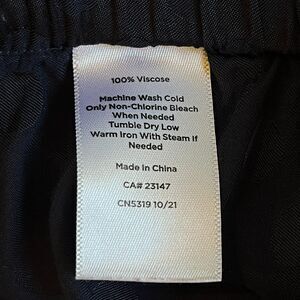 100% Viscose
Machine Wash Cold
Only Non-Chlorine Bleach
When Needed
Tumble Dry Low
Warm Iron With Steam If
Needed
Made in China
CA# 23147
CN5319 10/21